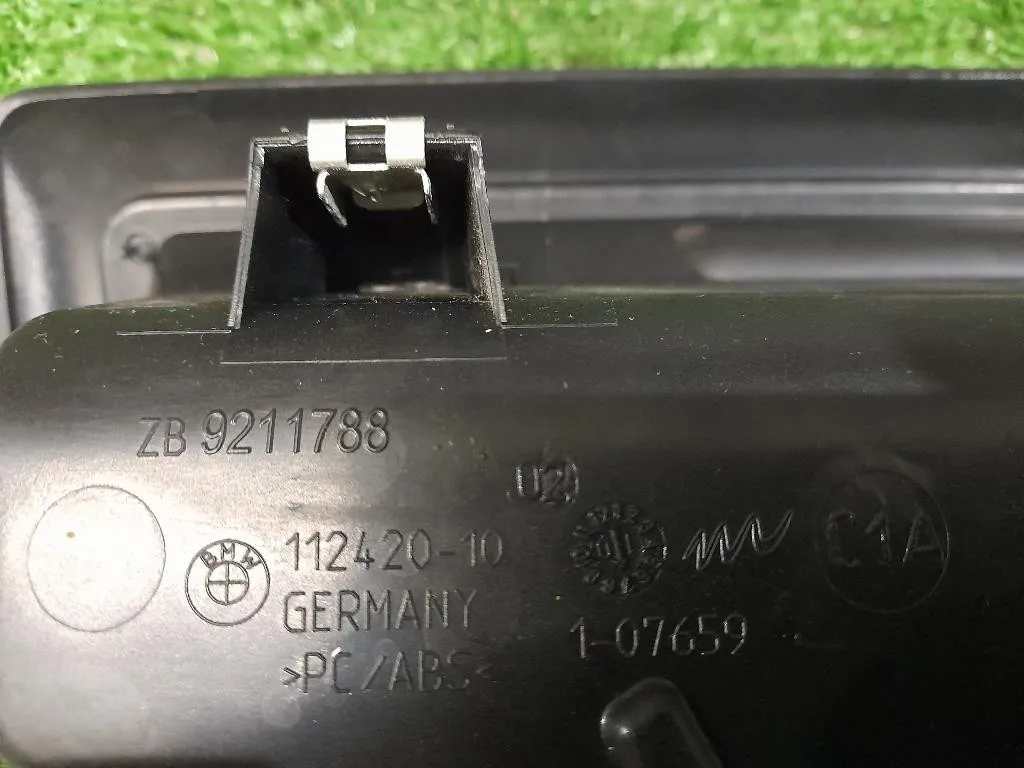 ZB 9211788
BMW
112420-10
GERMANY
>PC/ABS<
1-07659
C1A